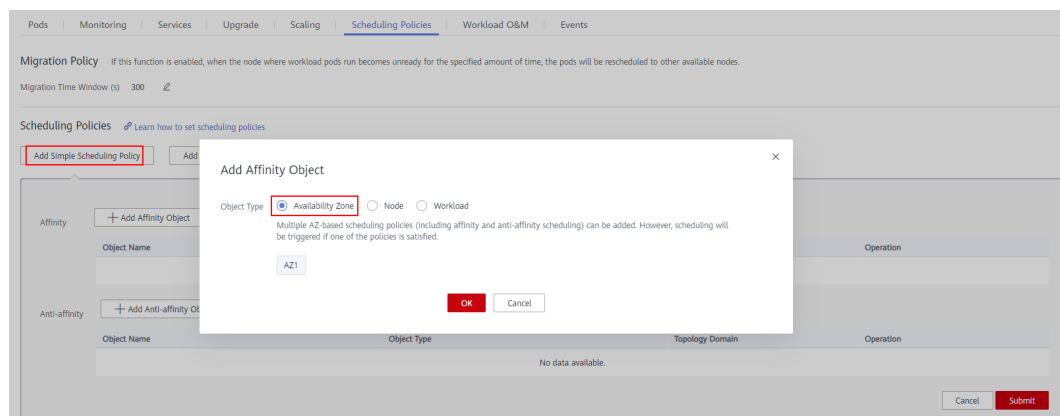 Pods Monitoring Services Upgrade Scaling Scheduling Policies Workload O&M Events
Migration Policy If this function is enabled, when the node where workload pods run becomes unready for the specified amount of time, the pods will be rescheduled to other available nodes.
Migration Time Window (s) 300
Scheduling Policies Learn how to set scheduling policies
Add Simple Scheduling Policy Add
Add Affinity Object
Object Type Availability Zone Node Workload
Multiple AZ-based scheduling policies (including affinity and anti-affinity scheduling) can be added. However, scheduling will
be triggered if one of the policies is satisfied.
AZ1
OK Cancel
Affinity Add Affinity Object
Object Name Operation
Anti-affinity Add Anti-affinity Ob
Object Name Object Type Topology Domain Operation
No data available.
Cancel Submit